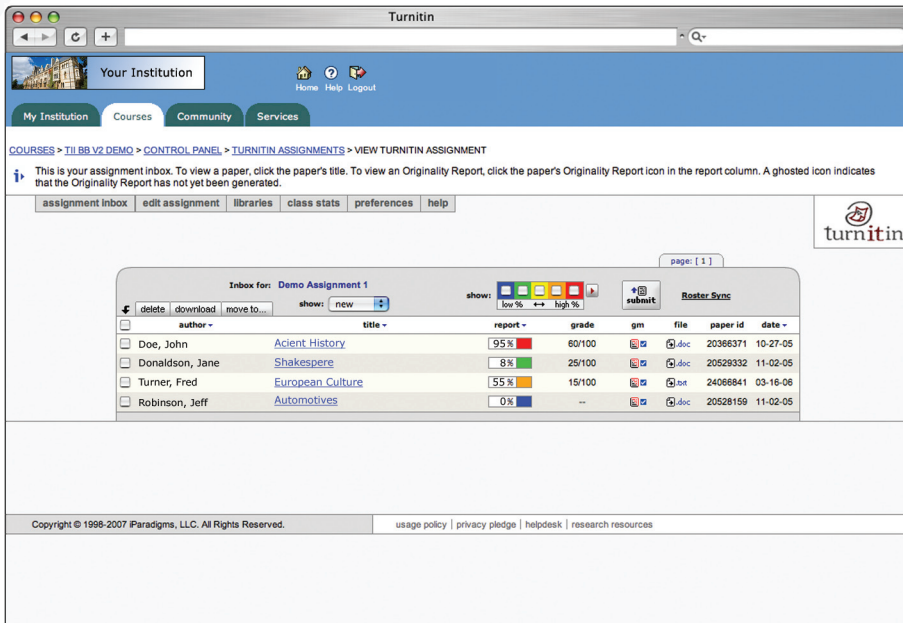 Turnitin
Your Institution
Home Help Logout
My Institution Courses Community Services
COURSES > TII BB V2 DEMO > CONTROL PANEL > TURNITIN ASSIGNMENTS > VIEW TURNITIN ASSIGNMENT
This is your assignment inbox. To view a paper, click the paper's title. To view an Originality Report, click the paper's Originality Report icon in the report column. A ghosted icon indicates
that the Originality Report has not yet been generated.
assignment inbox edit assignment libraries class stats preferences help
turnitin
page: [ 1 ]
Inbox for: Demo Assignment 1
show: new
show: low % ↔ high %
submit
Roster Sync
delete download move to...
author title report grade gm file paper id date
Doe, John Acient History 95% 60/100 .doc 20366371 10-27-05
Donaldson, Jane Shakespere 8% 25/100 .doc 20529332 11-02-05
Turner, Fred European Culture 55% 15/100 .txt 24066841 03-16-06
Robinson, Jeff Automotives 0% -- .doc 20528159 11-02-05
Copyright © 1998-2007 iParadigms, LLC. All Rights Reserved.
usage policy | privacy pledge | helpdesk | research resources